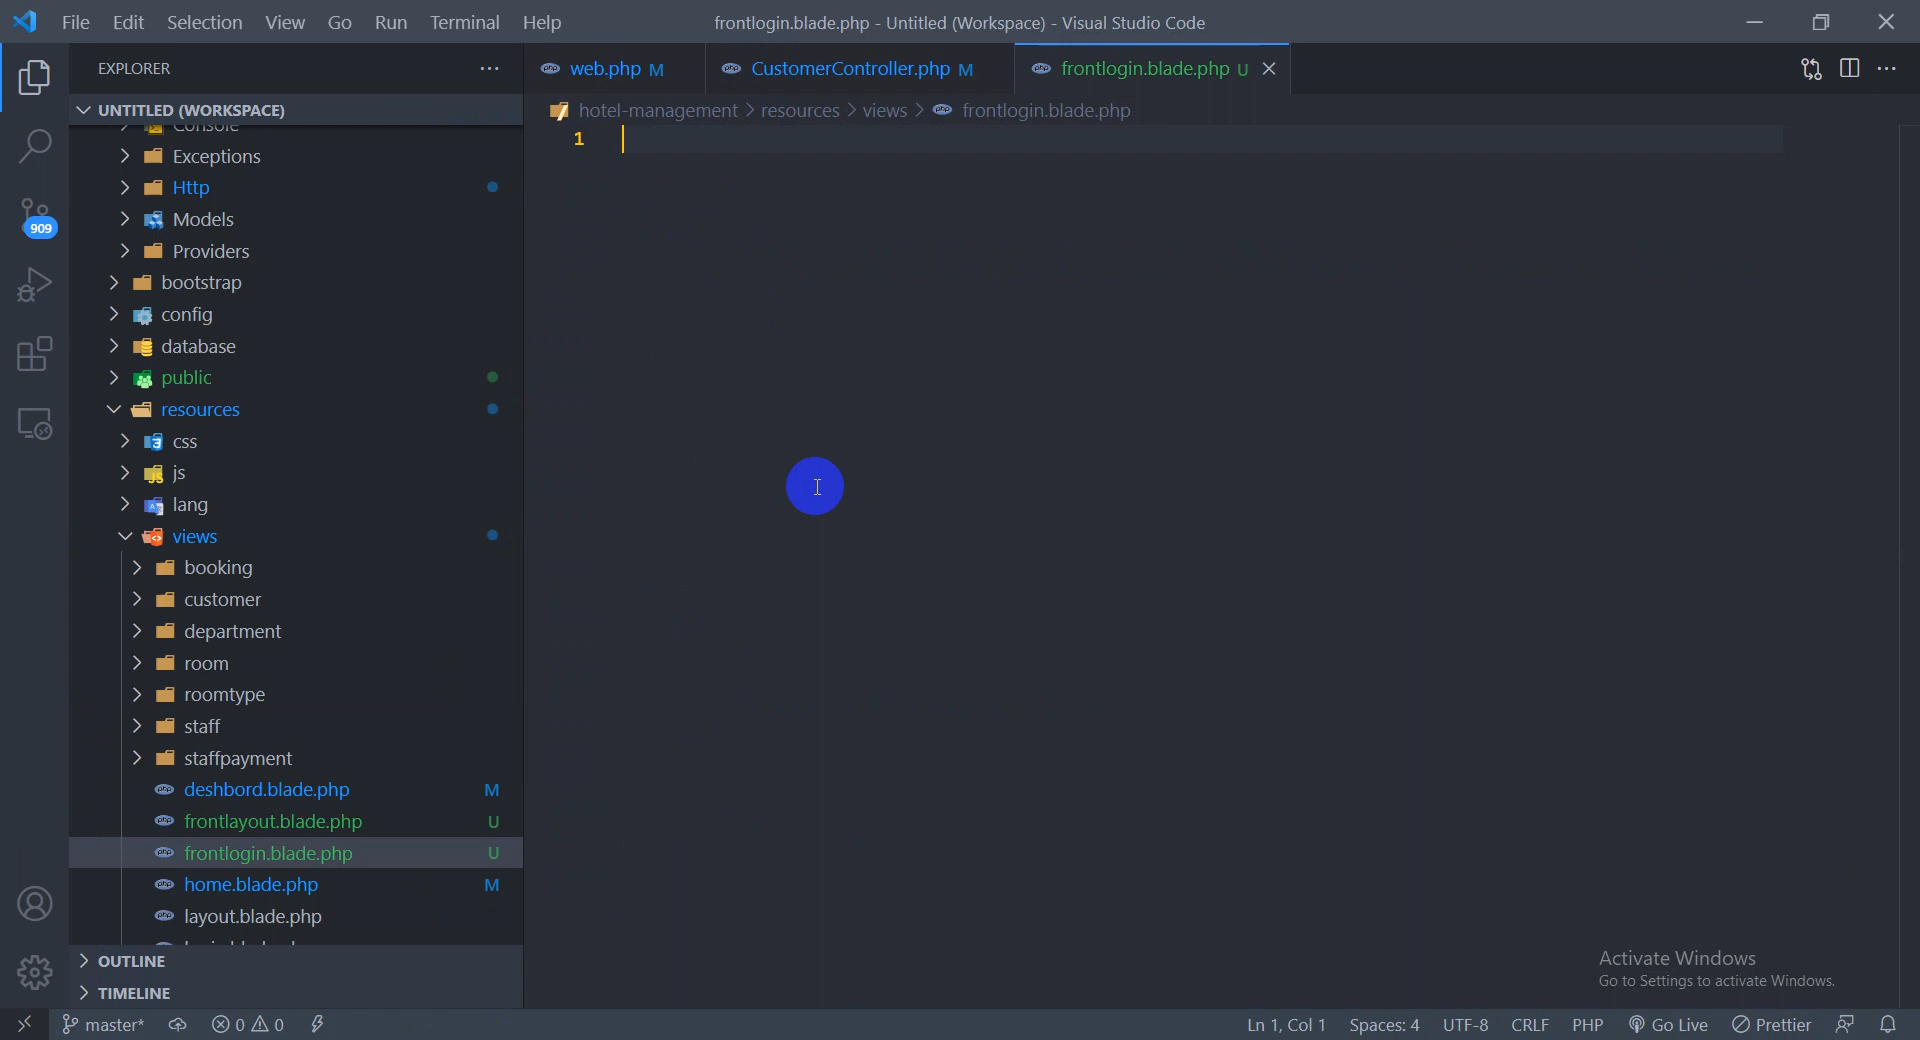 File Edit Selection View Go Run Terminal Help
frontlogin.blade.php - Untitled (Workspace) - Visual Studio Code
EXPLORER
web.php M
CustomerController.php M
frontlogin.blade.php U
UNTITLED (WORKSPACE)
hotel-management > resources > views > frontlogin.blade.php
1
Console
Exceptions
Http
909
Models
Providers
bootstrap
config
database
public
resources
css
js
lang
views
booking
customer
department
room
roomtype
staff
staffpayment
deshbord.blade.php M
frontlayout.blade.php U
frontlogin.blade.php U
home.blade.php M
layout.blade.php
OUTLINE
TIMELINE
Activate Windows
Go to Settings to activate Windows.
master* 0 0
Ln 1, Col 1 Spaces: 4 UTF-8 CRLF PHP Go Live Prettier